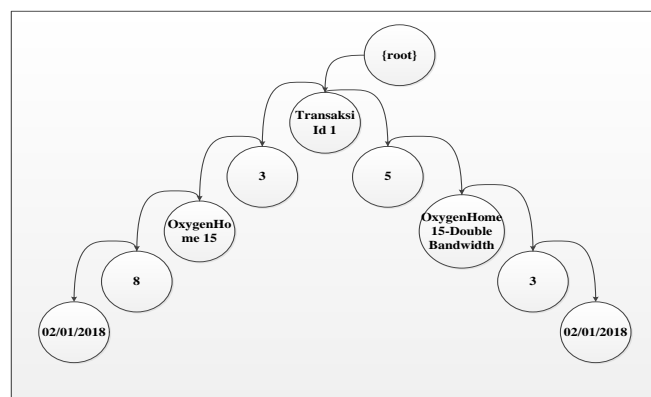 {root}
Transaksi
Id 1
3
5
OxygenHo
me 15
OxygenHome
15-Double
Bandwidth
8
3
02/01/2018
02/01/2018